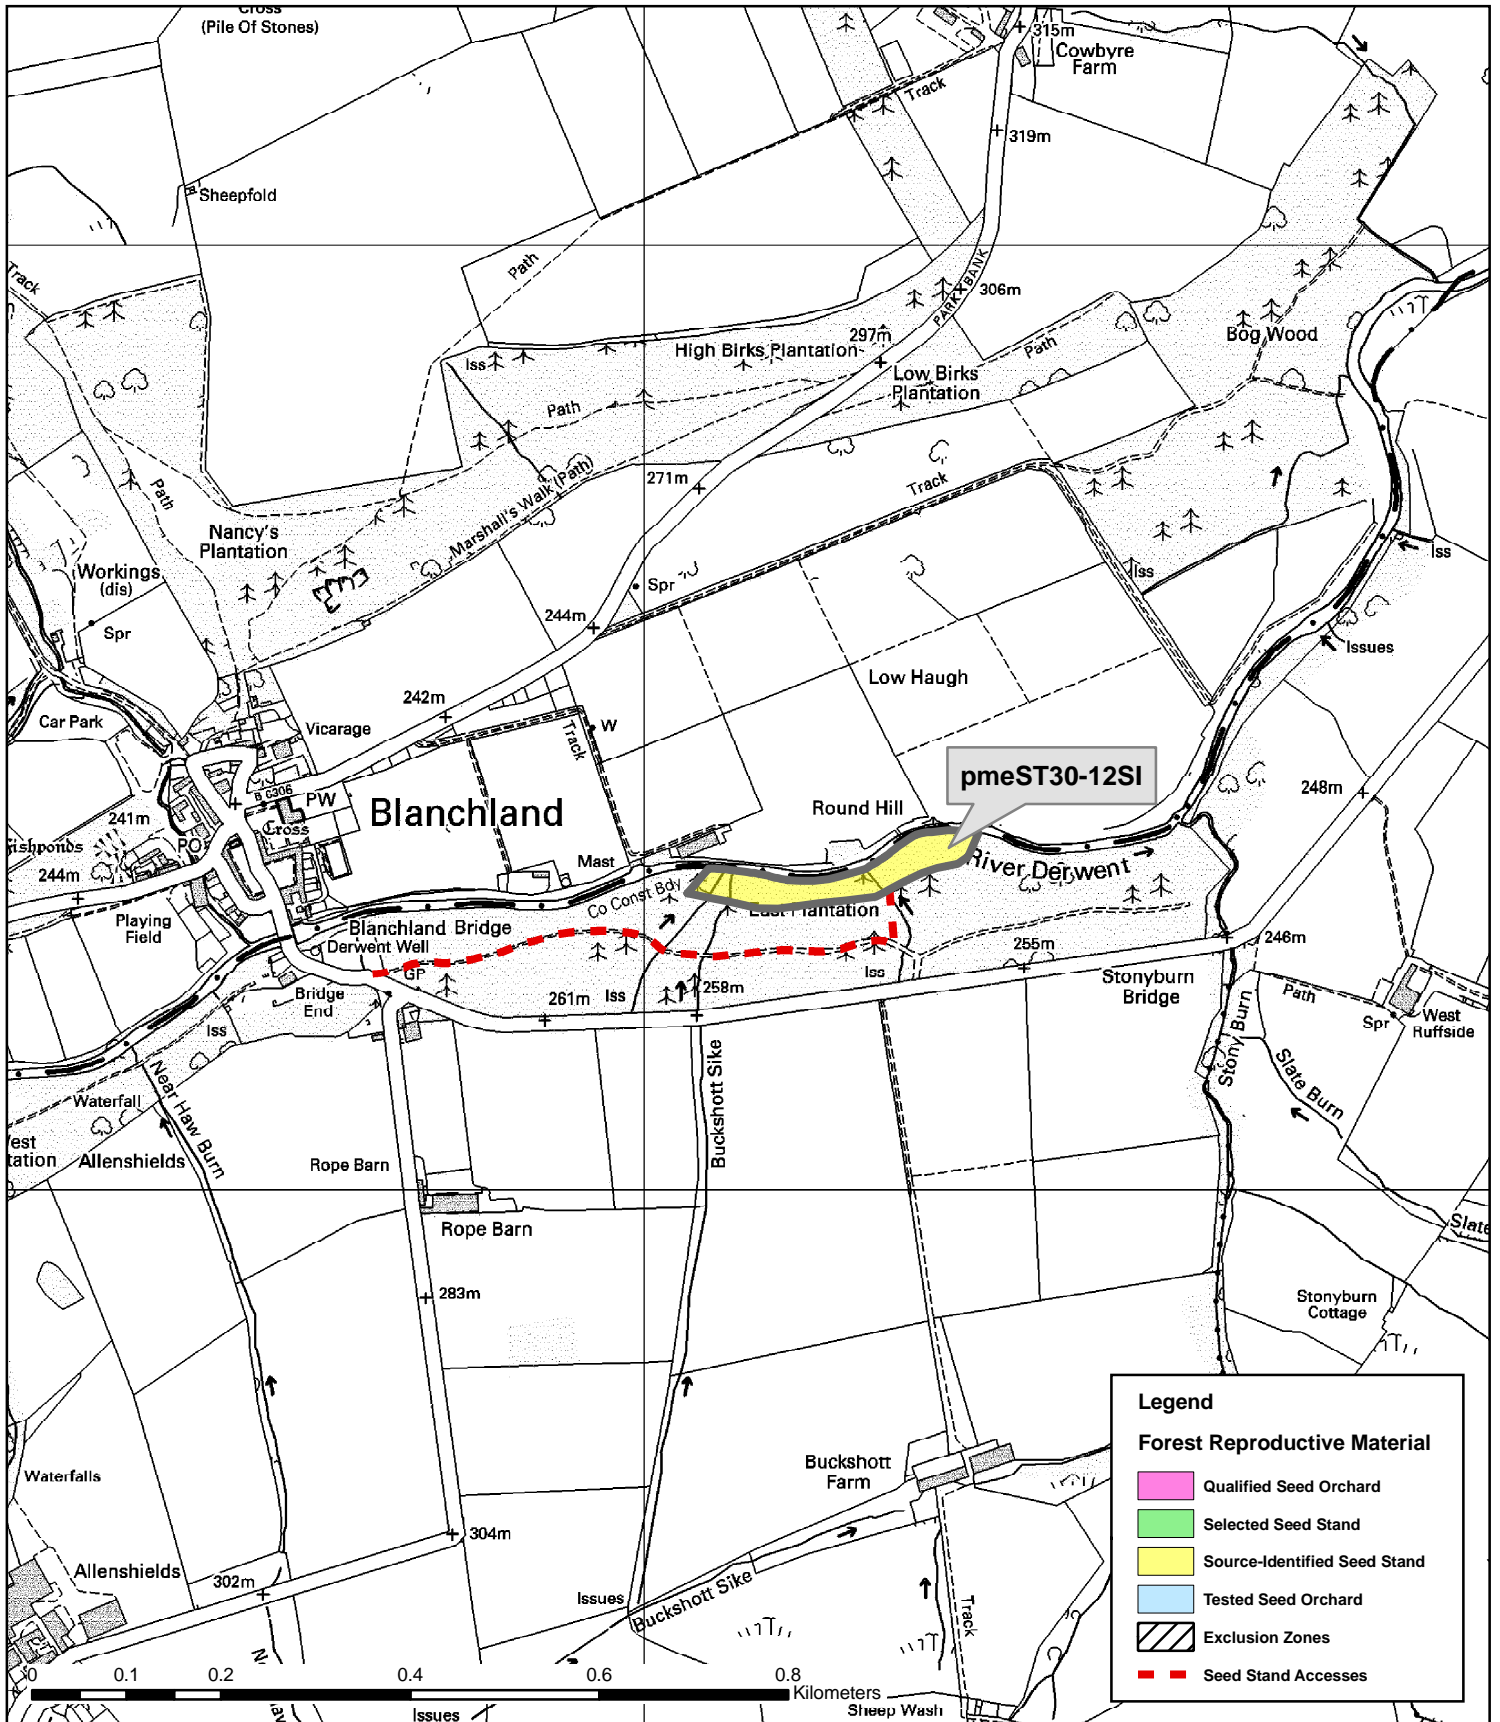 Cross
(Pile Of Stones)
315m
Cowbyre
Farm
Track
319m
Sheepfold
Path
Track
PARK BANK
306m
297m
High Birks Plantation
Iss
Path
Bog Wood
Low Birks
Plantation
Path
271m
Track
Marshall's Walk (Path)
Path
Nancy's
Plantation
Iss
Workings
(dis)
Iss
Spr
244m
Spr
Issues
Low Haugh
242m
Car Park
Vicarage
Track
W
pmeST30-12SI
248m
B 6306
PW
Blanchland
Round Hill
241m
PO
Cross
Fishponds
244m
Mast
River Derwent
Co Const Bdy
East Plantation
Playing
Field
Blanchland Bridge
Derwent Well
255m
246m
GP
Iss
Stonyburn
Bridge
Bridge
End
261m
Iss
258m
Path
West
Ruffside
Spr
Iss
Stony Burn
Slate Burn
Near Haw Burn
Buckshott Sike
Waterfall
Allenshields
Rope Barn
Rope Barn
283m
Stonyburn
Cottage
Legend
Forest Reproductive Material
Qualified Seed Orchard
Selected Seed Stand
Source-Identified Seed Stand
Tested Seed Orchard
Exclusion Zones
Seed Stand Accesses
Buckshott
Farm
Waterfalls
304m
Allenshields
302m
Issues
Buckshott Sike
Track
0 0.1 0.2 0.4 0.6 0.8
Kilometers
Issues
Sheep Wash